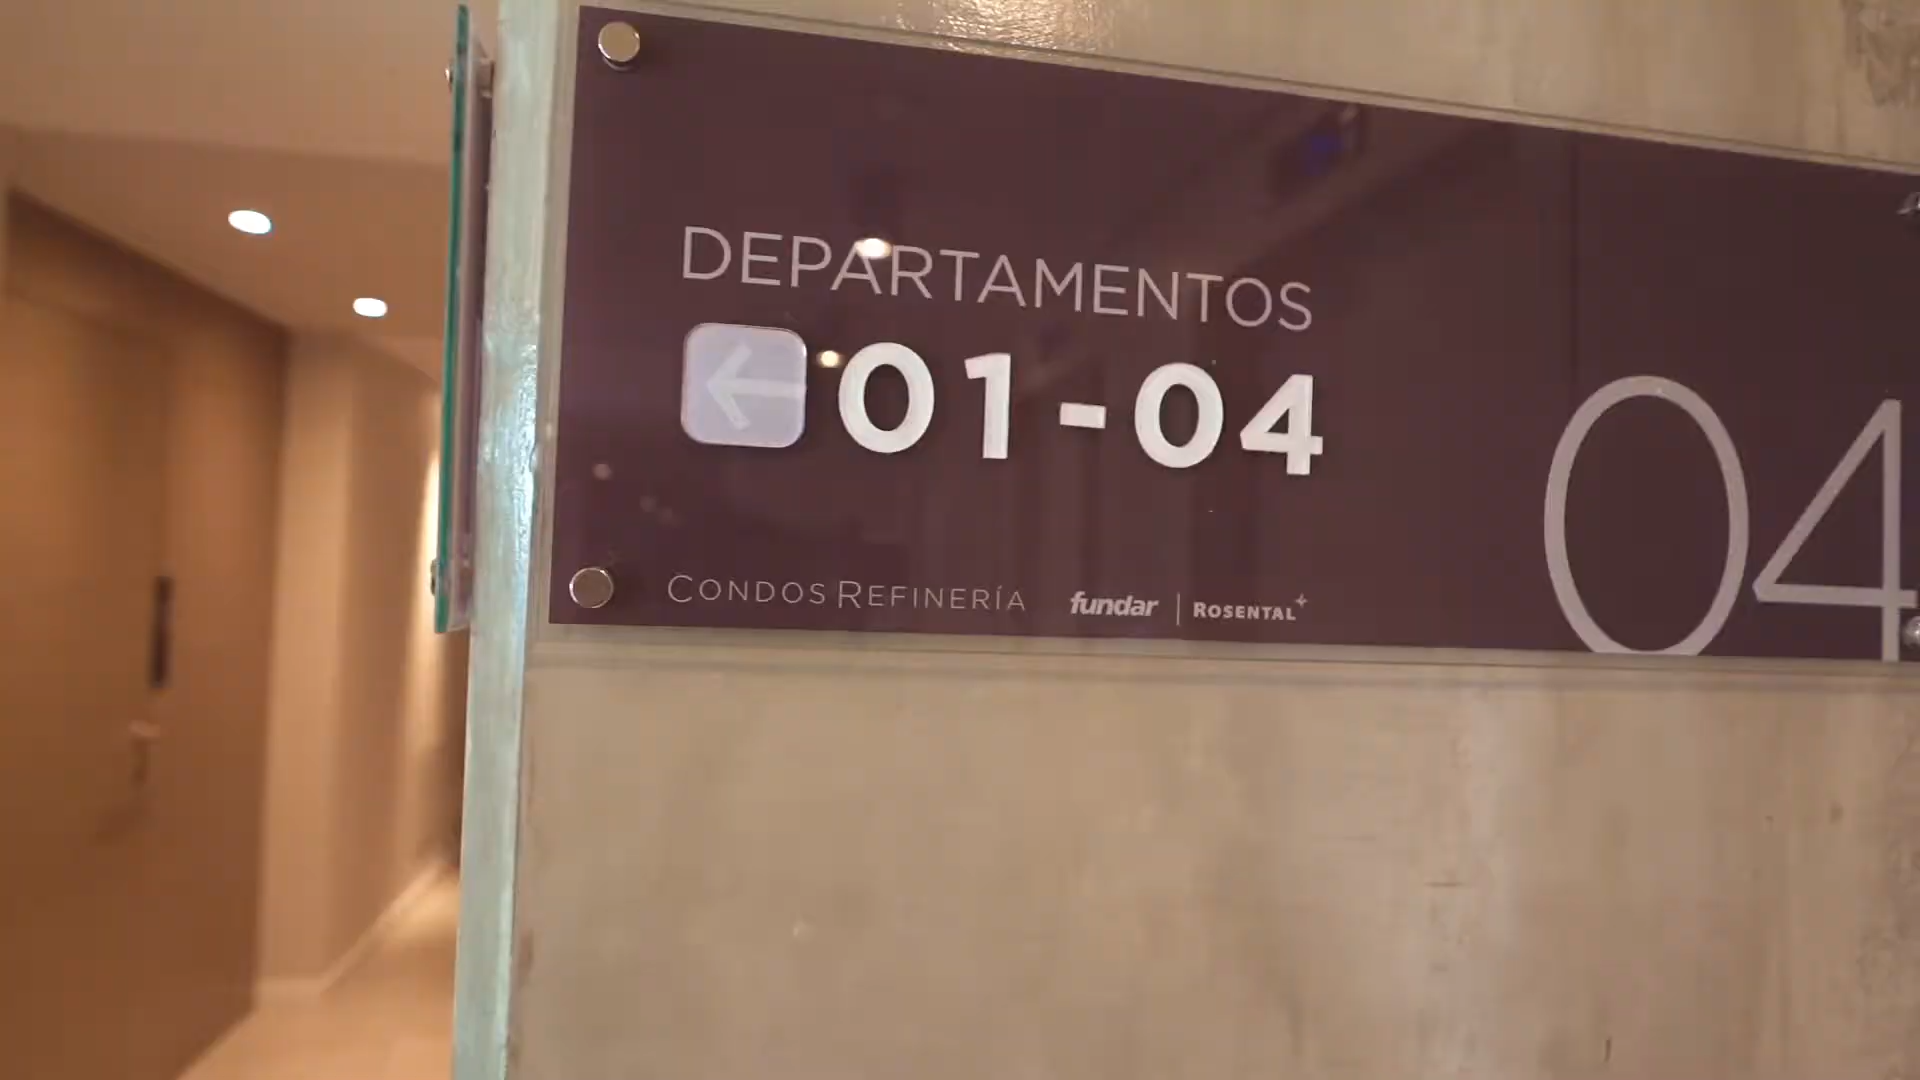 DEPARTAMENTOS
← 01-04
04
CONDOS REFINERÍA fundar | ROSENTAL